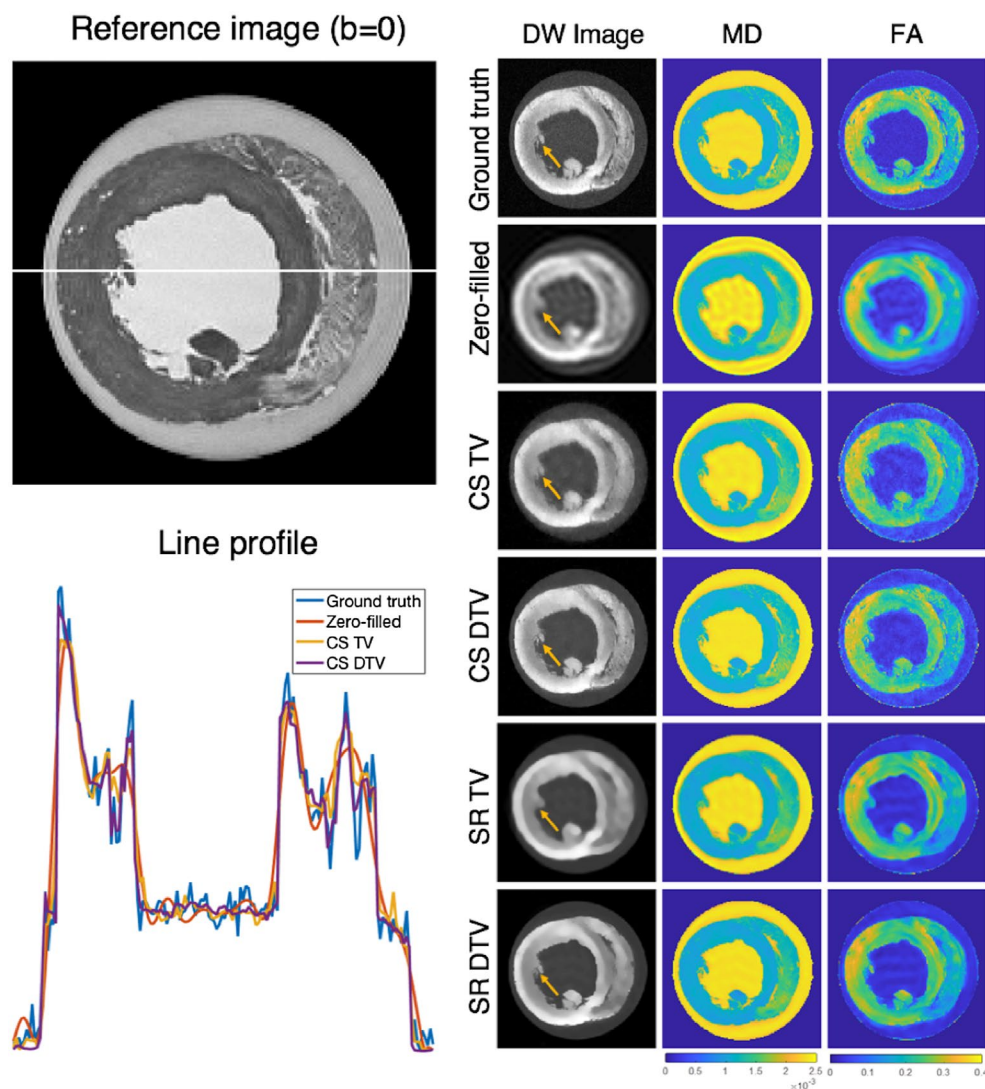 Reference image (b=0)
DW Image
MD
FA
Ground truth
Zero-filled
CS TV
CS DTV
SR TV
SR DTV
Line profile
Ground truth
Zero-filled
CS TV
CS DTV
0 0.5 1 1.5 2 2.5
×10⁻³
0 0.1 0.2 0.3 0.4